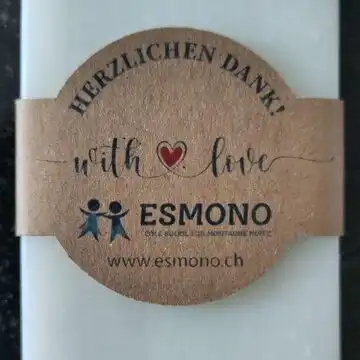 HERZLICHEN DANK!
with love
ESMONO
www.esmono.ch